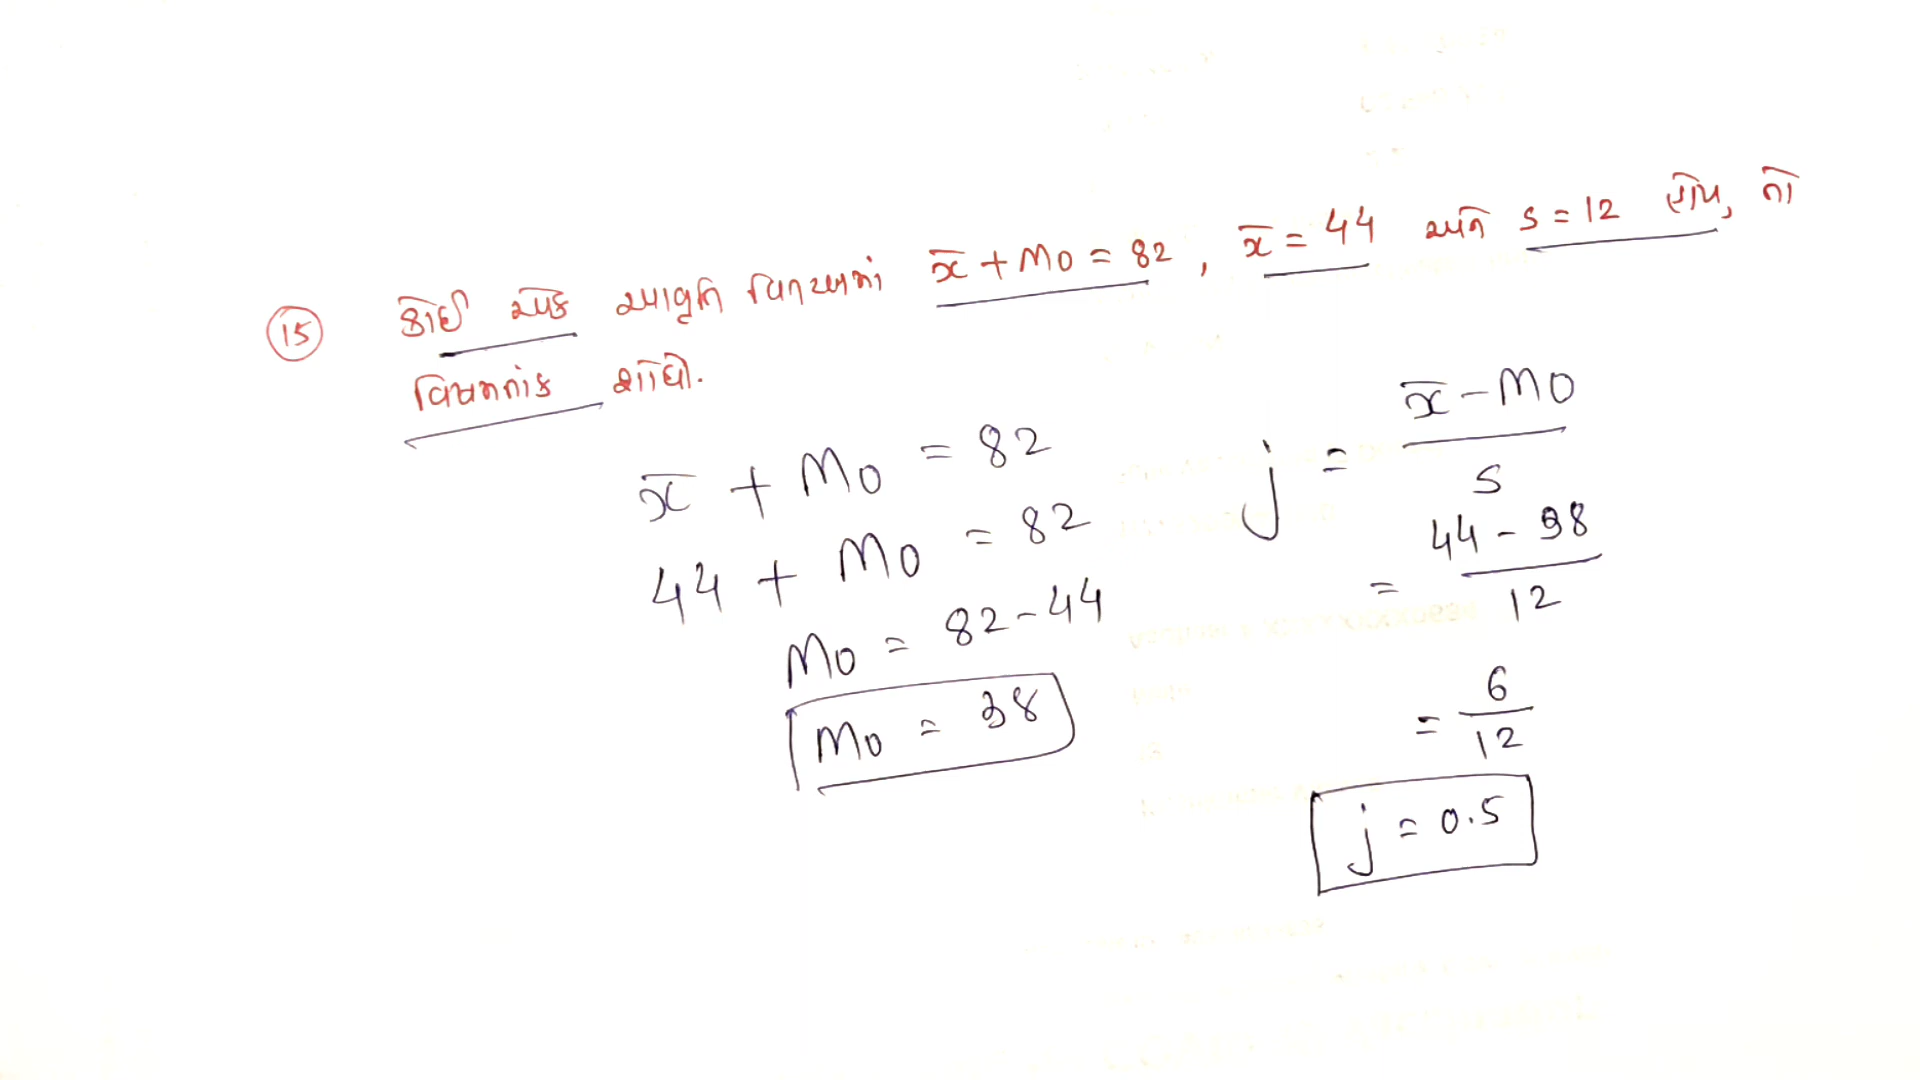 (15) કોઈ એક આવૃત્તિ વિતરણમાં x̄ + Mo = 82, x̄ = 44 અને S = 12 હોય, તો
વિષમતાંક શોધો.
x̄ + Mo = 82
44 + Mo = 82
Mo = 82 - 44
Mo = 38
j = x̄ - Mo / S
= 44 - 38 / 12
= 6 / 12
j = 0.5